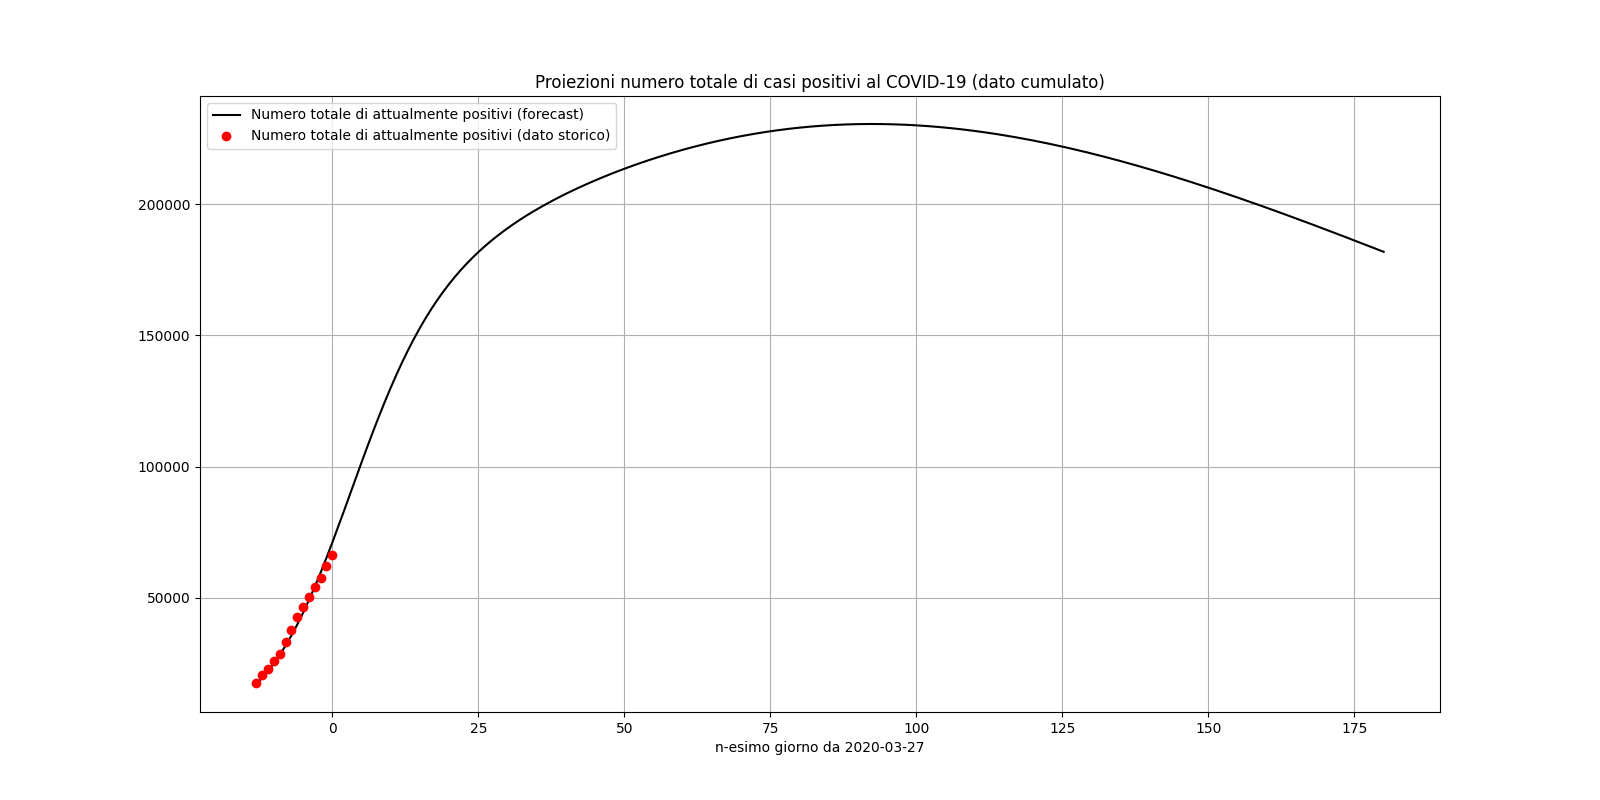 Proiezioni numero totale di casi positivi al COVID-19 (dato cumulato)
Numero totale di attualmente positivi (forecast)
Numero totale di attualmente positivi (dato storico)
200000
150000
100000
50000
0 25 50 75 100 125 150 175
n-esimo giorno da 2020-03-27